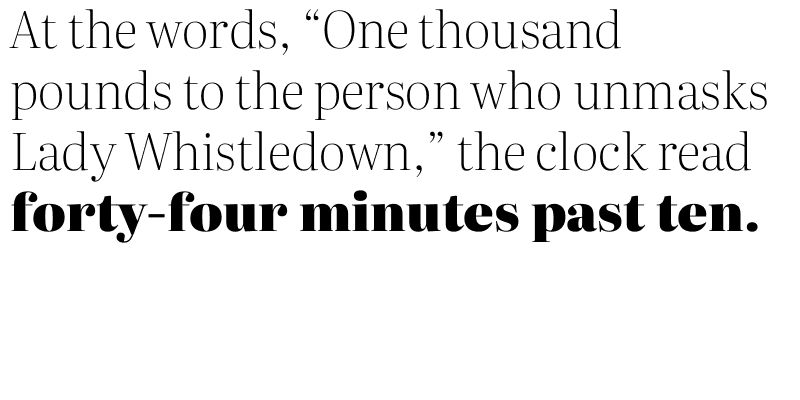 At the words, “One thousand
pounds to the person who unmasks
Lady Whistledown,” the clock read
forty-four minutes past ten.